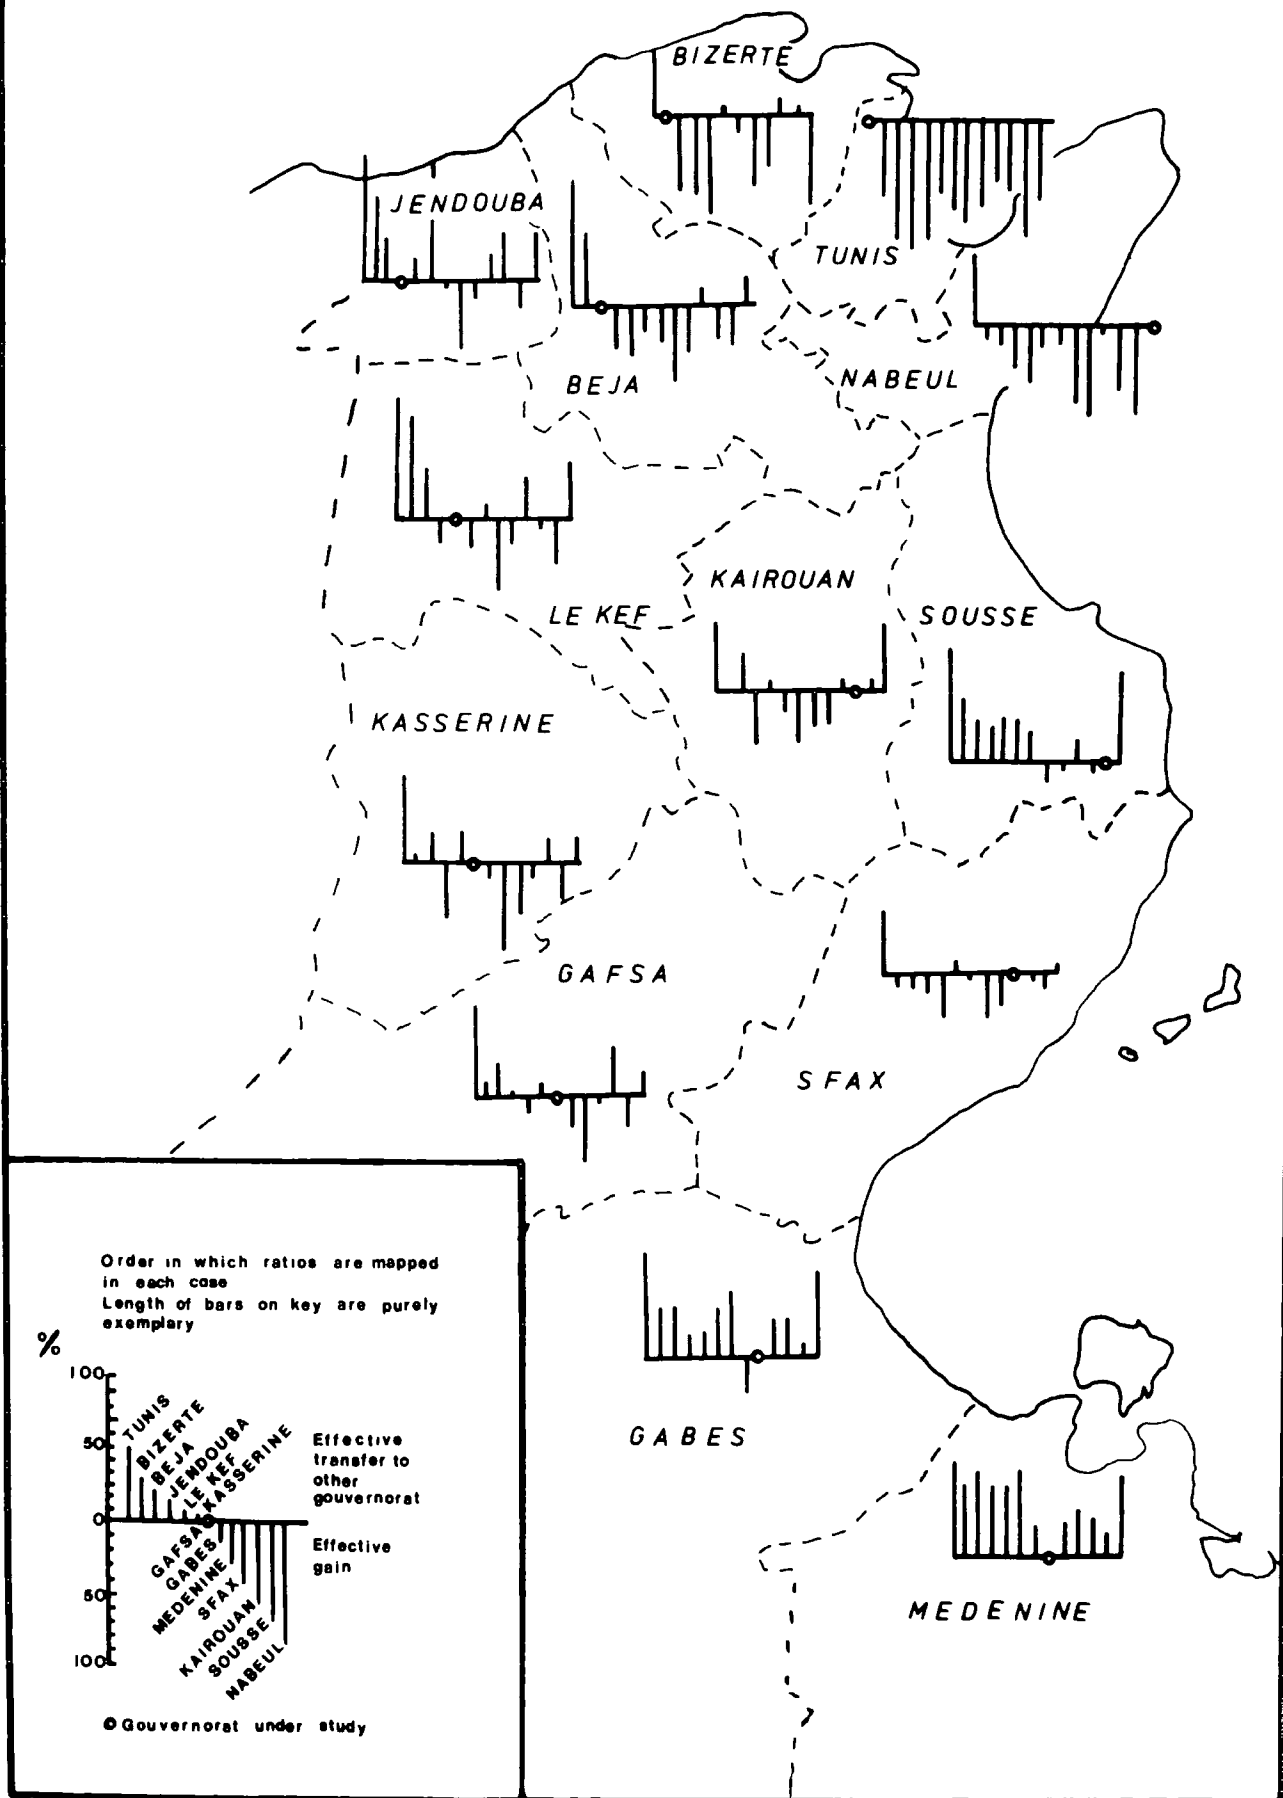 BIZERTE
JENDOUBA
TUNIS
BEJA
NABEUL
KAIROUAN
LE KEF
SOUSSE
KASSERINE
GAFSA
SFAX
GABES
MEDENINE
Order in which ratios are mapped
in each case
Length of bars on key are purely
exemplary
%
100
50
0
50
100
TUNIS
BIZERTE
BEJA
JENDOUBA
LE KEF
KASSERINE
GAFSA
GABES
MEDENINE
SFAX
KAIROUAN
SOUSSE
NABEUL
Effective
transfer to
other
gouvernorat
Effective
gain
Gouvernorat under study